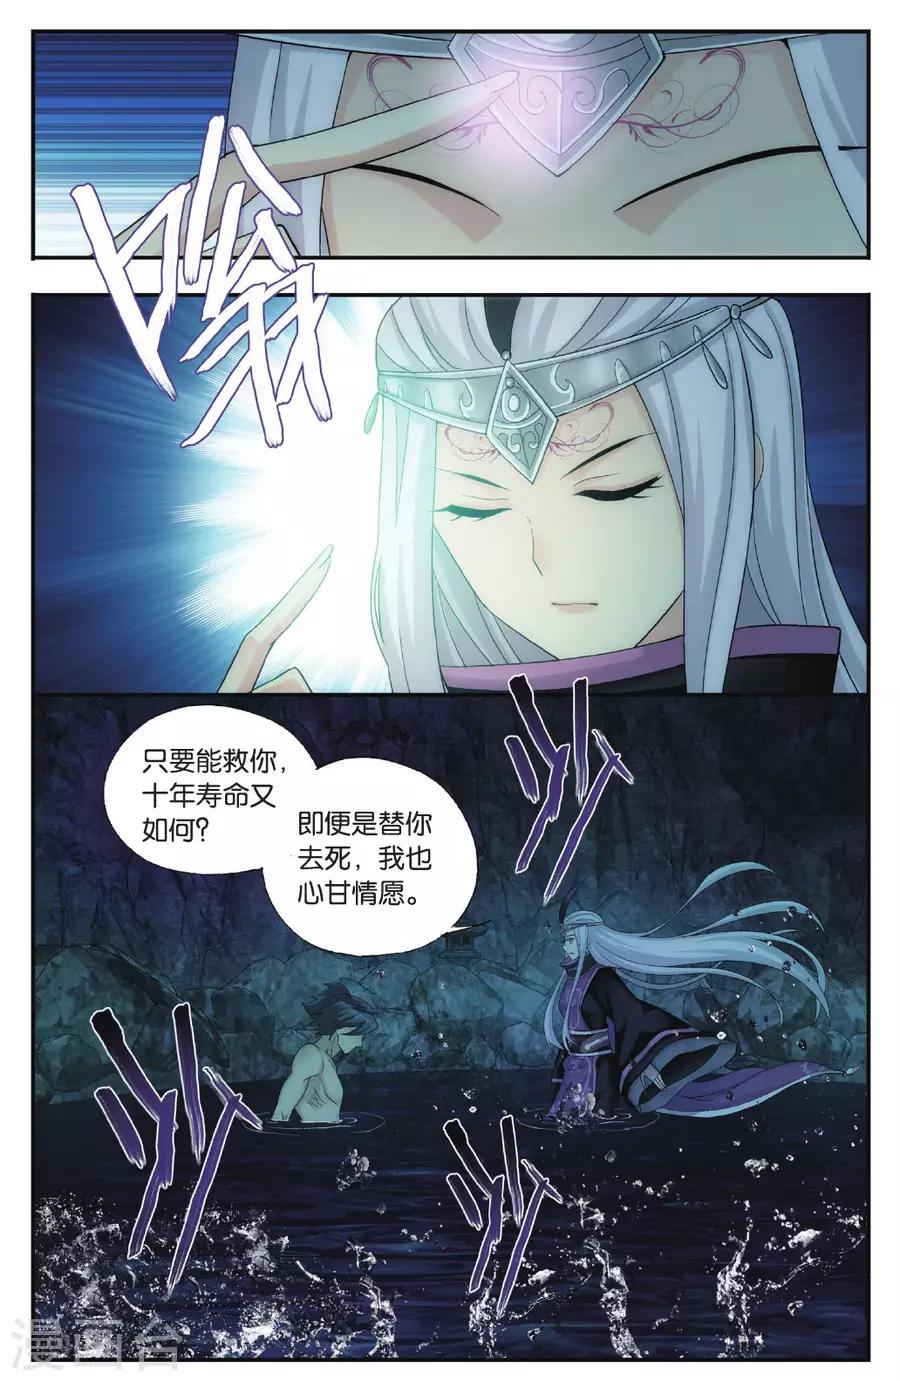 嗡
只要能救你，
十年寿命又
如何？
即便是替你
去死，我也
心甘情愿。
沙
沙
沙
沙
漫画台